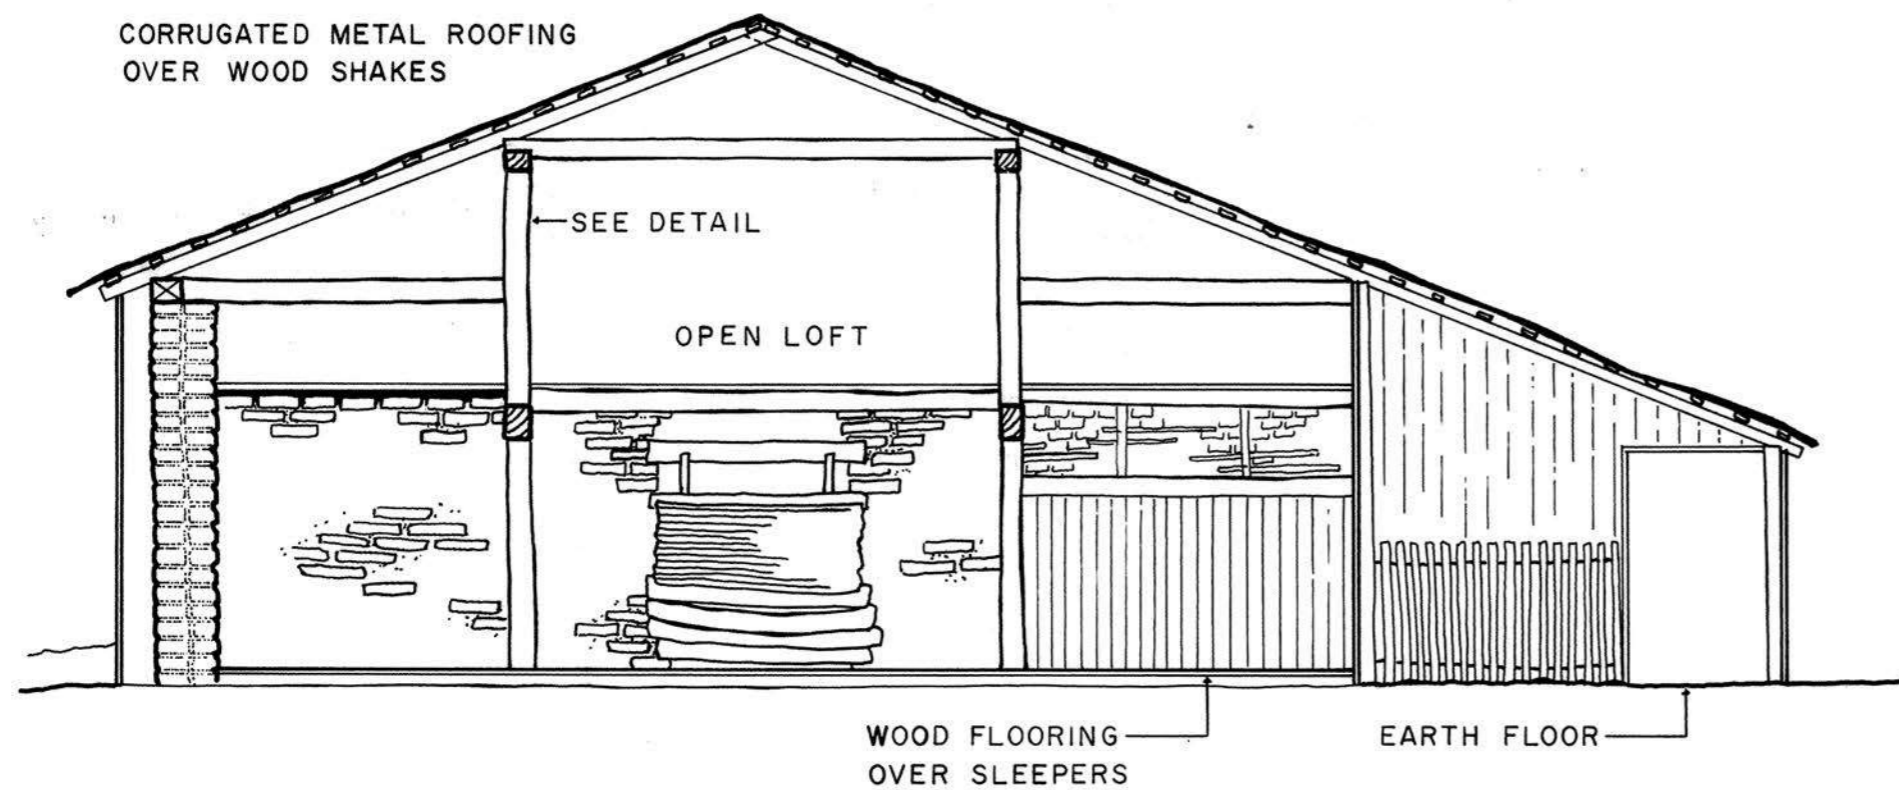 CORRUGATED METAL ROOFING
OVER WOOD SHAKES
SEE DETAIL
OPEN LOFT
WOOD FLOORING
OVER SLEEPERS
EARTH FLOOR